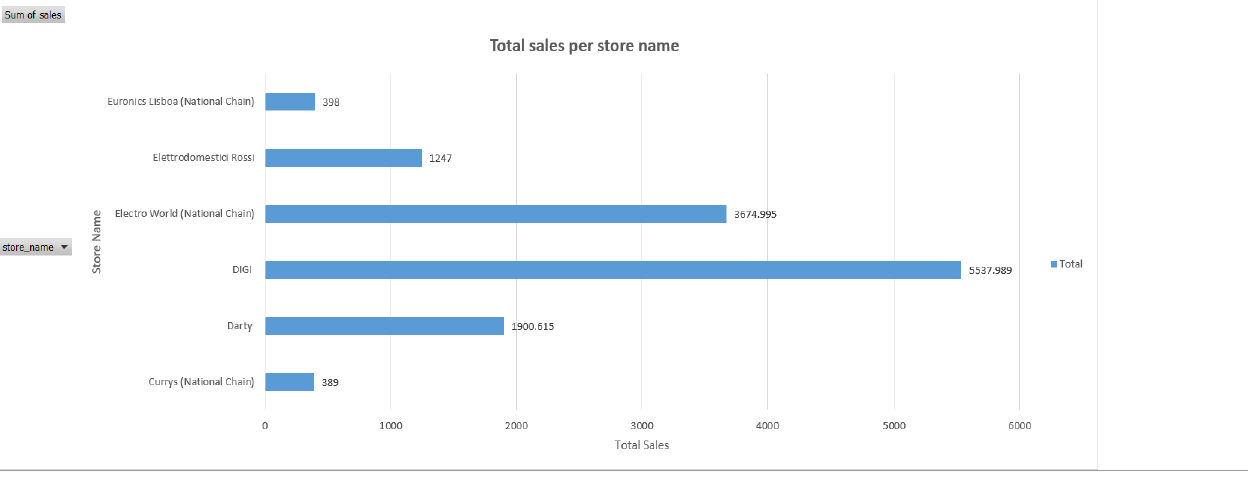 Sum of sales
Total sales per store name
Euronics Lisboa (National Chain)
398
Elettrodomestici Rossi
1247
Electro World (National Chain)
3674.995
DIGI
5537.989
Darty
1900.615
Currys (National Chain)
389
Store Name
store_name
Total
0 1000 2000 3000 4000 5000 6000
Total Sales